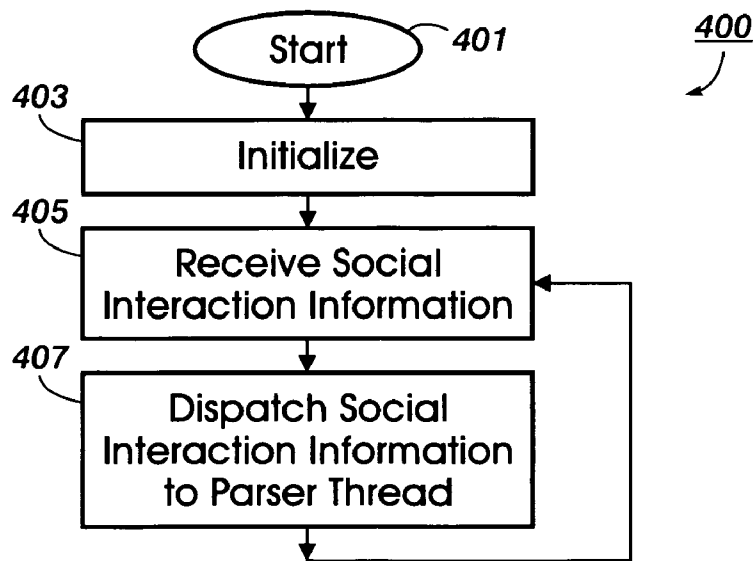 Start
401
400
403
Initialize
405
Receive Social
Interaction Information
407
Dispatch Social
Interaction Information
to Parser Thread